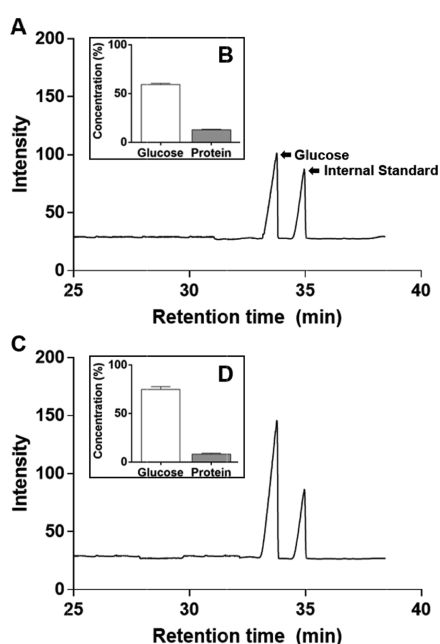 A
200
150
100
50
0
Intensity
B
100
50
0
Concentration (%)
Glucose
Protein
Glucose
Internal Standard
25
30
35
40
Retention time (min)
C
200
150
100
50
0
Intensity
D
100
50
0
Concentration (%)
Glucose
Protein
25
30
35
40
Retention time (min)